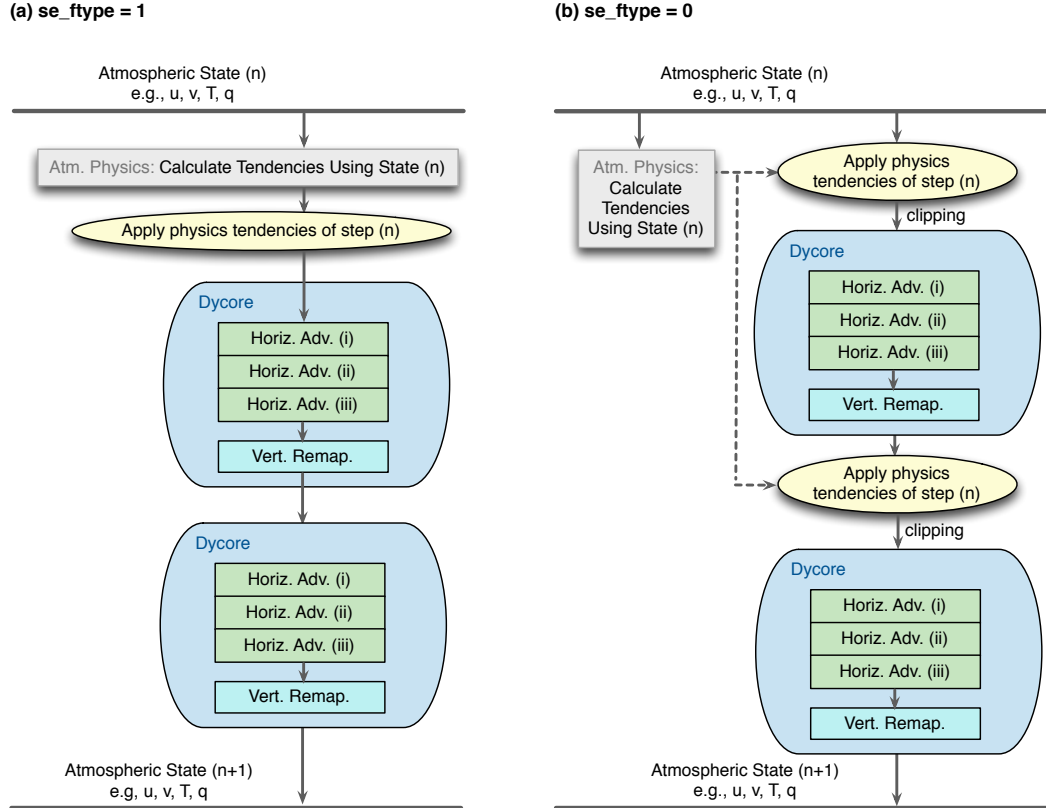 (a) se_ftype = 1
Atmospheric State (n)
e.g., u, v, T, q
Atm. Physics: Calculate Tendencies Using State (n)
Apply physics tendencies of step (n)
Dycore
Horiz. Adv. (i)
Horiz. Adv. (ii)
Horiz. Adv. (iii)
Vert. Remap.
Dycore
Horiz. Adv. (i)
Horiz. Adv. (ii)
Horiz. Adv. (iii)
Vert. Remap.
Atmospheric State (n+1)
e.g, u, v, T, q
(b) se_ftype = 0
Atmospheric State (n)
e.g., u, v, T, q
Atm. Physics:
Calculate
Tendencies
Using State (n)
Apply physics
tendencies of step (n)
clipping
Dycore
Horiz. Adv. (i)
Horiz. Adv. (ii)
Horiz. Adv. (iii)
Vert. Remap.
Apply physics
tendencies of step (n)
clipping
Dycore
Horiz. Adv. (i)
Horiz. Adv. (ii)
Horiz. Adv. (iii)
Vert. Remap.
Atmospheric State (n+1)
e.g., u, v, T, q